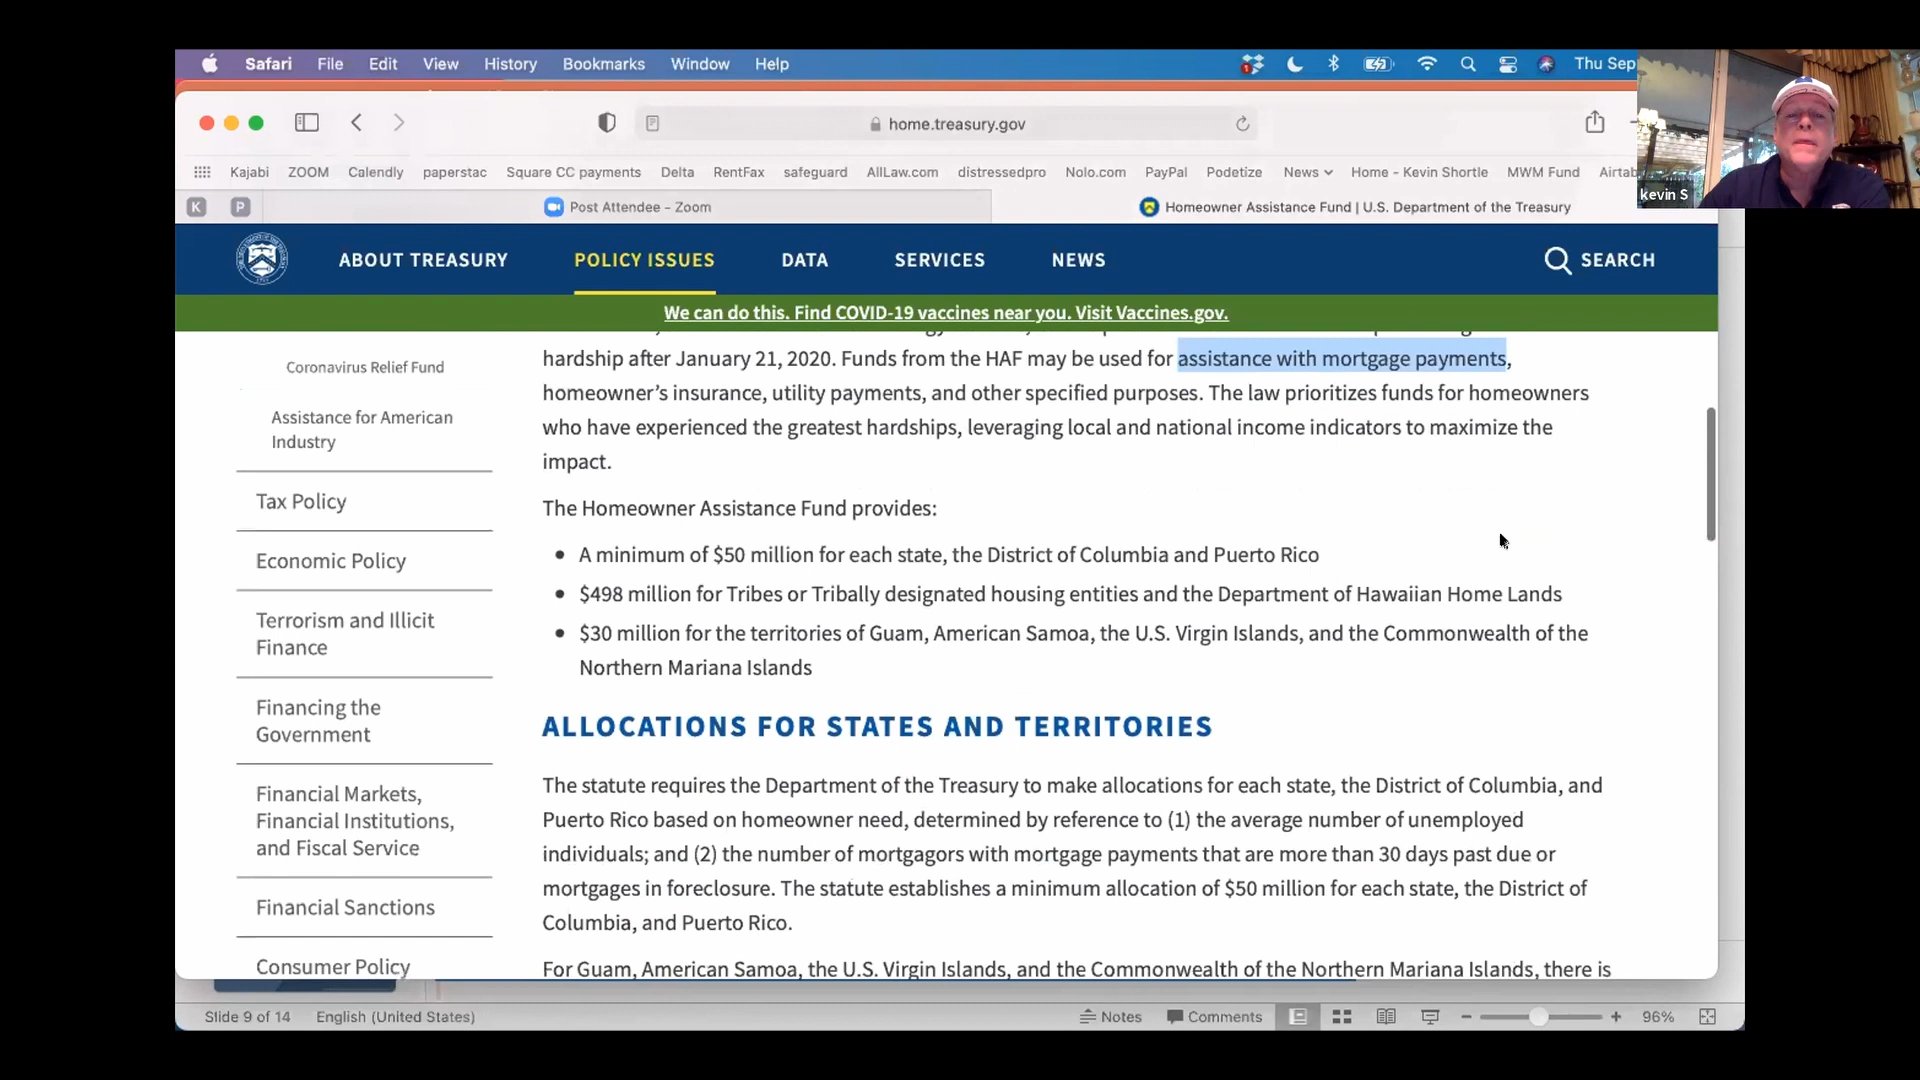 Safari File Edit View History Bookmarks Window Help
Thu Sep
home.treasury.gov
Kajabi ZOOM Calendly paperstac Square CC payments Delta RentFax safeguard AllLaw.com distressedpro Nolo.com PayPal Podetize News Home - Kevin Shortle MWM Fund Airtab
kevin S
K P Post Attendee - Zoom Homeowner Assistance Fund | U.S. Department of the Treasury
ABOUT TREASURY POLICY ISSUES DATA SERVICES NEWS SEARCH
We can do this. Find COVID-19 vaccines near you. Visit Vaccines.gov.
Coronavirus Relief Fund
Assistance for American
Industry
Tax Policy
Economic Policy
Terrorism and Illicit
Finance
Financing the
Government
Financial Markets,
Financial Institutions,
and Fiscal Service
Financial Sanctions
Consumer Policy
hardship after January 21, 2020. Funds from the HAF may be used for assistance with mortgage payments,
homeowner’s insurance, utility payments, and other specified purposes. The law prioritizes funds for homeowners
who have experienced the greatest hardships, leveraging local and national income indicators to maximize the
impact.
The Homeowner Assistance Fund provides:
• A minimum of $50 million for each state, the District of Columbia and Puerto Rico
• $498 million for Tribes or Tribally designated housing entities and the Department of Hawaiian Home Lands
• $30 million for the territories of Guam, American Samoa, the U.S. Virgin Islands, and the Commonwealth of the
Northern Mariana Islands
ALLOCATIONS FOR STATES AND TERRITORIES
The statute requires the Department of the Treasury to make allocations for each state, the District of Columbia, and
Puerto Rico based on homeowner need, determined by reference to (1) the average number of unemployed
individuals; and (2) the number of mortgagors with mortgage payments that are more than 30 days past due or
mortgages in foreclosure. The statute establishes a minimum allocation of $50 million for each state, the District of
Columbia, and Puerto Rico.
For Guam, American Samoa, the U.S. Virgin Islands, and the Commonwealth of the Northern Mariana Islands, there is
Slide 9 of 14 English (United States) Notes Comments 96%